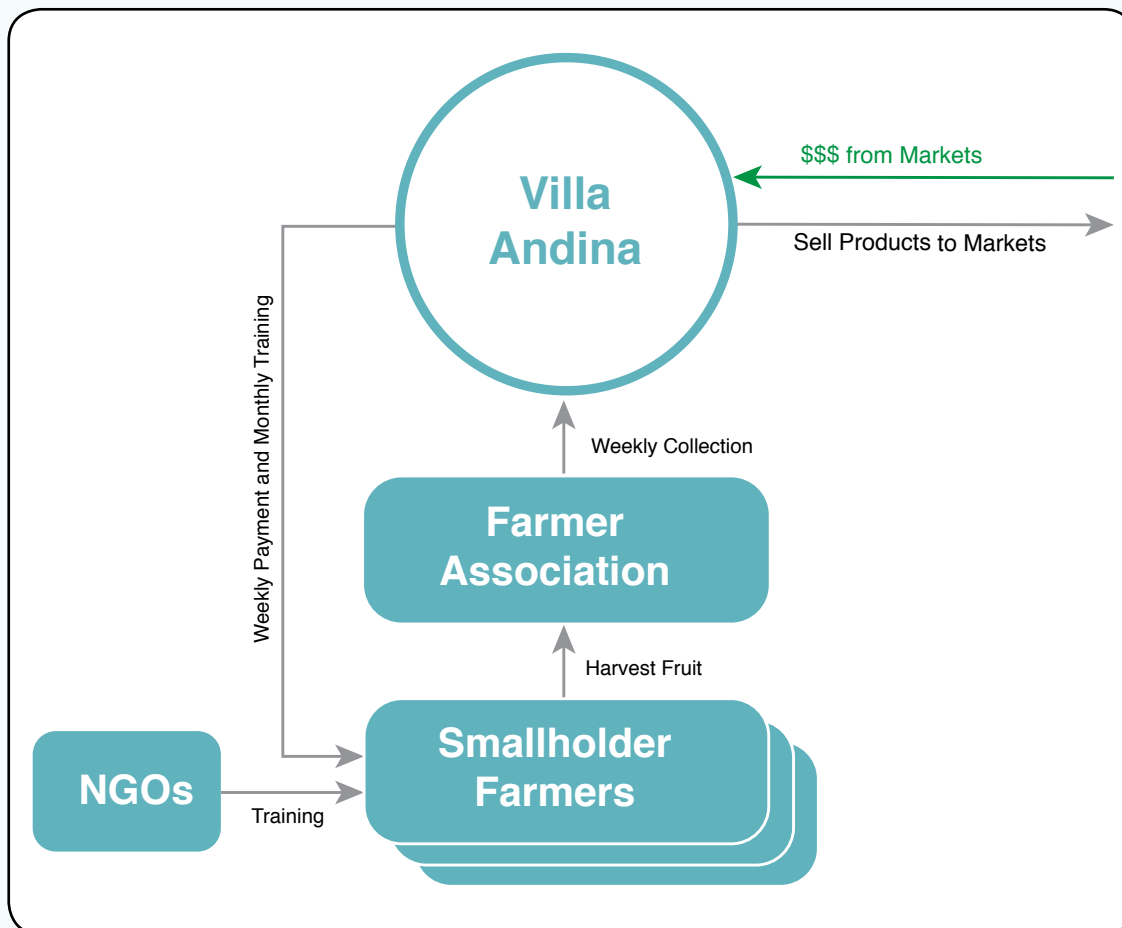 Villa
Andina
$$$ from Markets
Sell Products to Markets
Weekly Payment and Monthly Training
Weekly Collection
Farmer
Association
Harvest Fruit
Smallholder
Farmers
NGOs
Training